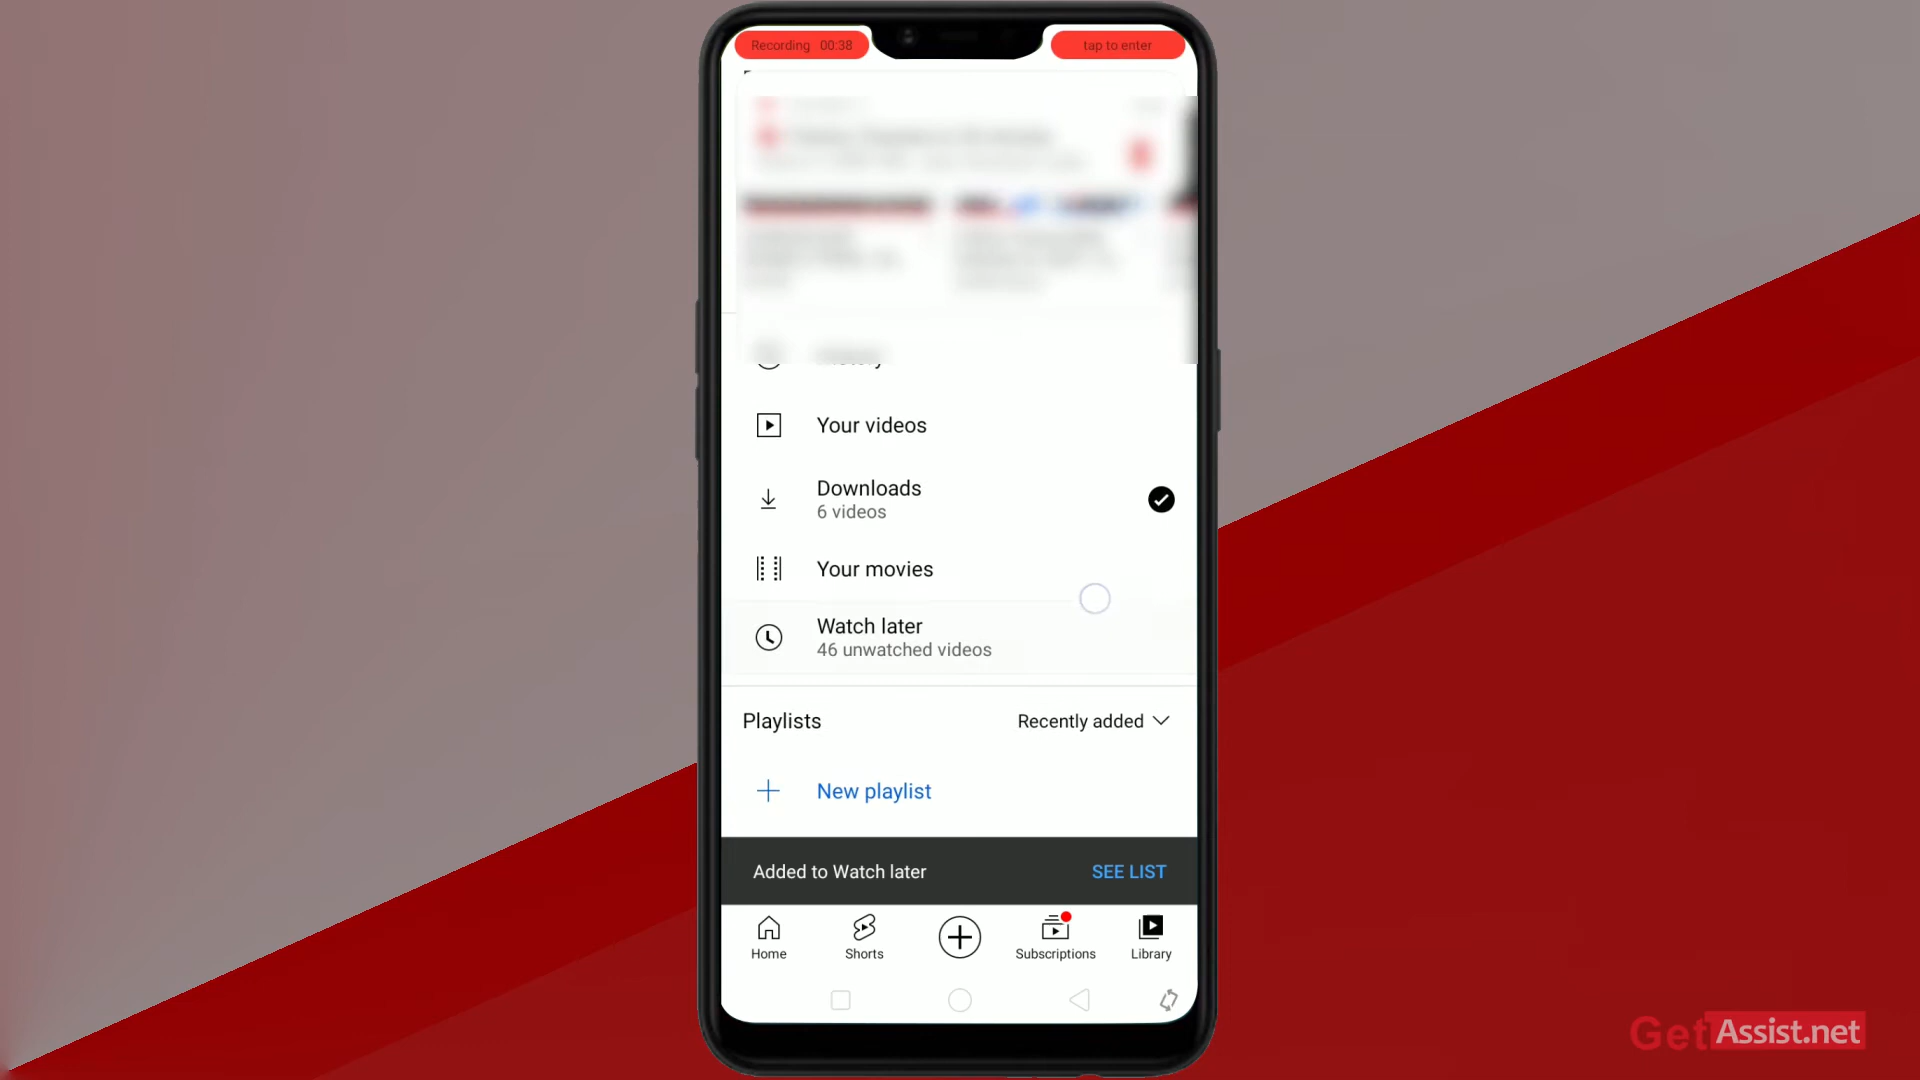 Recording 00:38
tap to enter
Your videos
Downloads
6 videos
Your movies
Watch later
46 unwatched videos
Playlists
Recently added
New playlist
Added to Watch later
SEE LIST
Home
Shorts
Subscriptions
Library
GetAssist.net